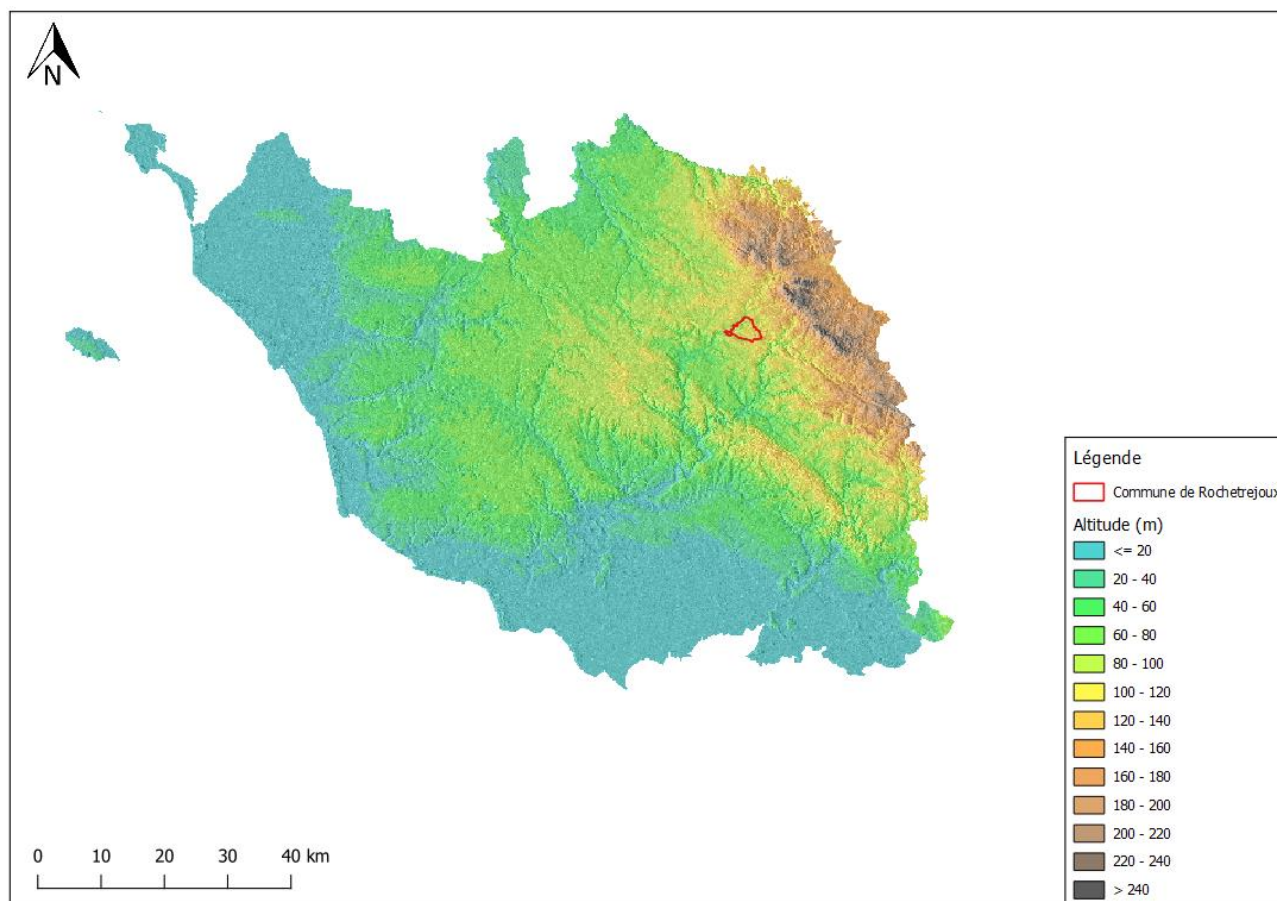 N
Légende
Commune de Rochetrejoux
Altitude (m)
<= 20
20 - 40
40 - 60
60 - 80
80 - 100
100 - 120
120 - 140
140 - 160
160 - 180
180 - 200
200 - 220
220 - 240
> 240
0 10 20 30 40 km